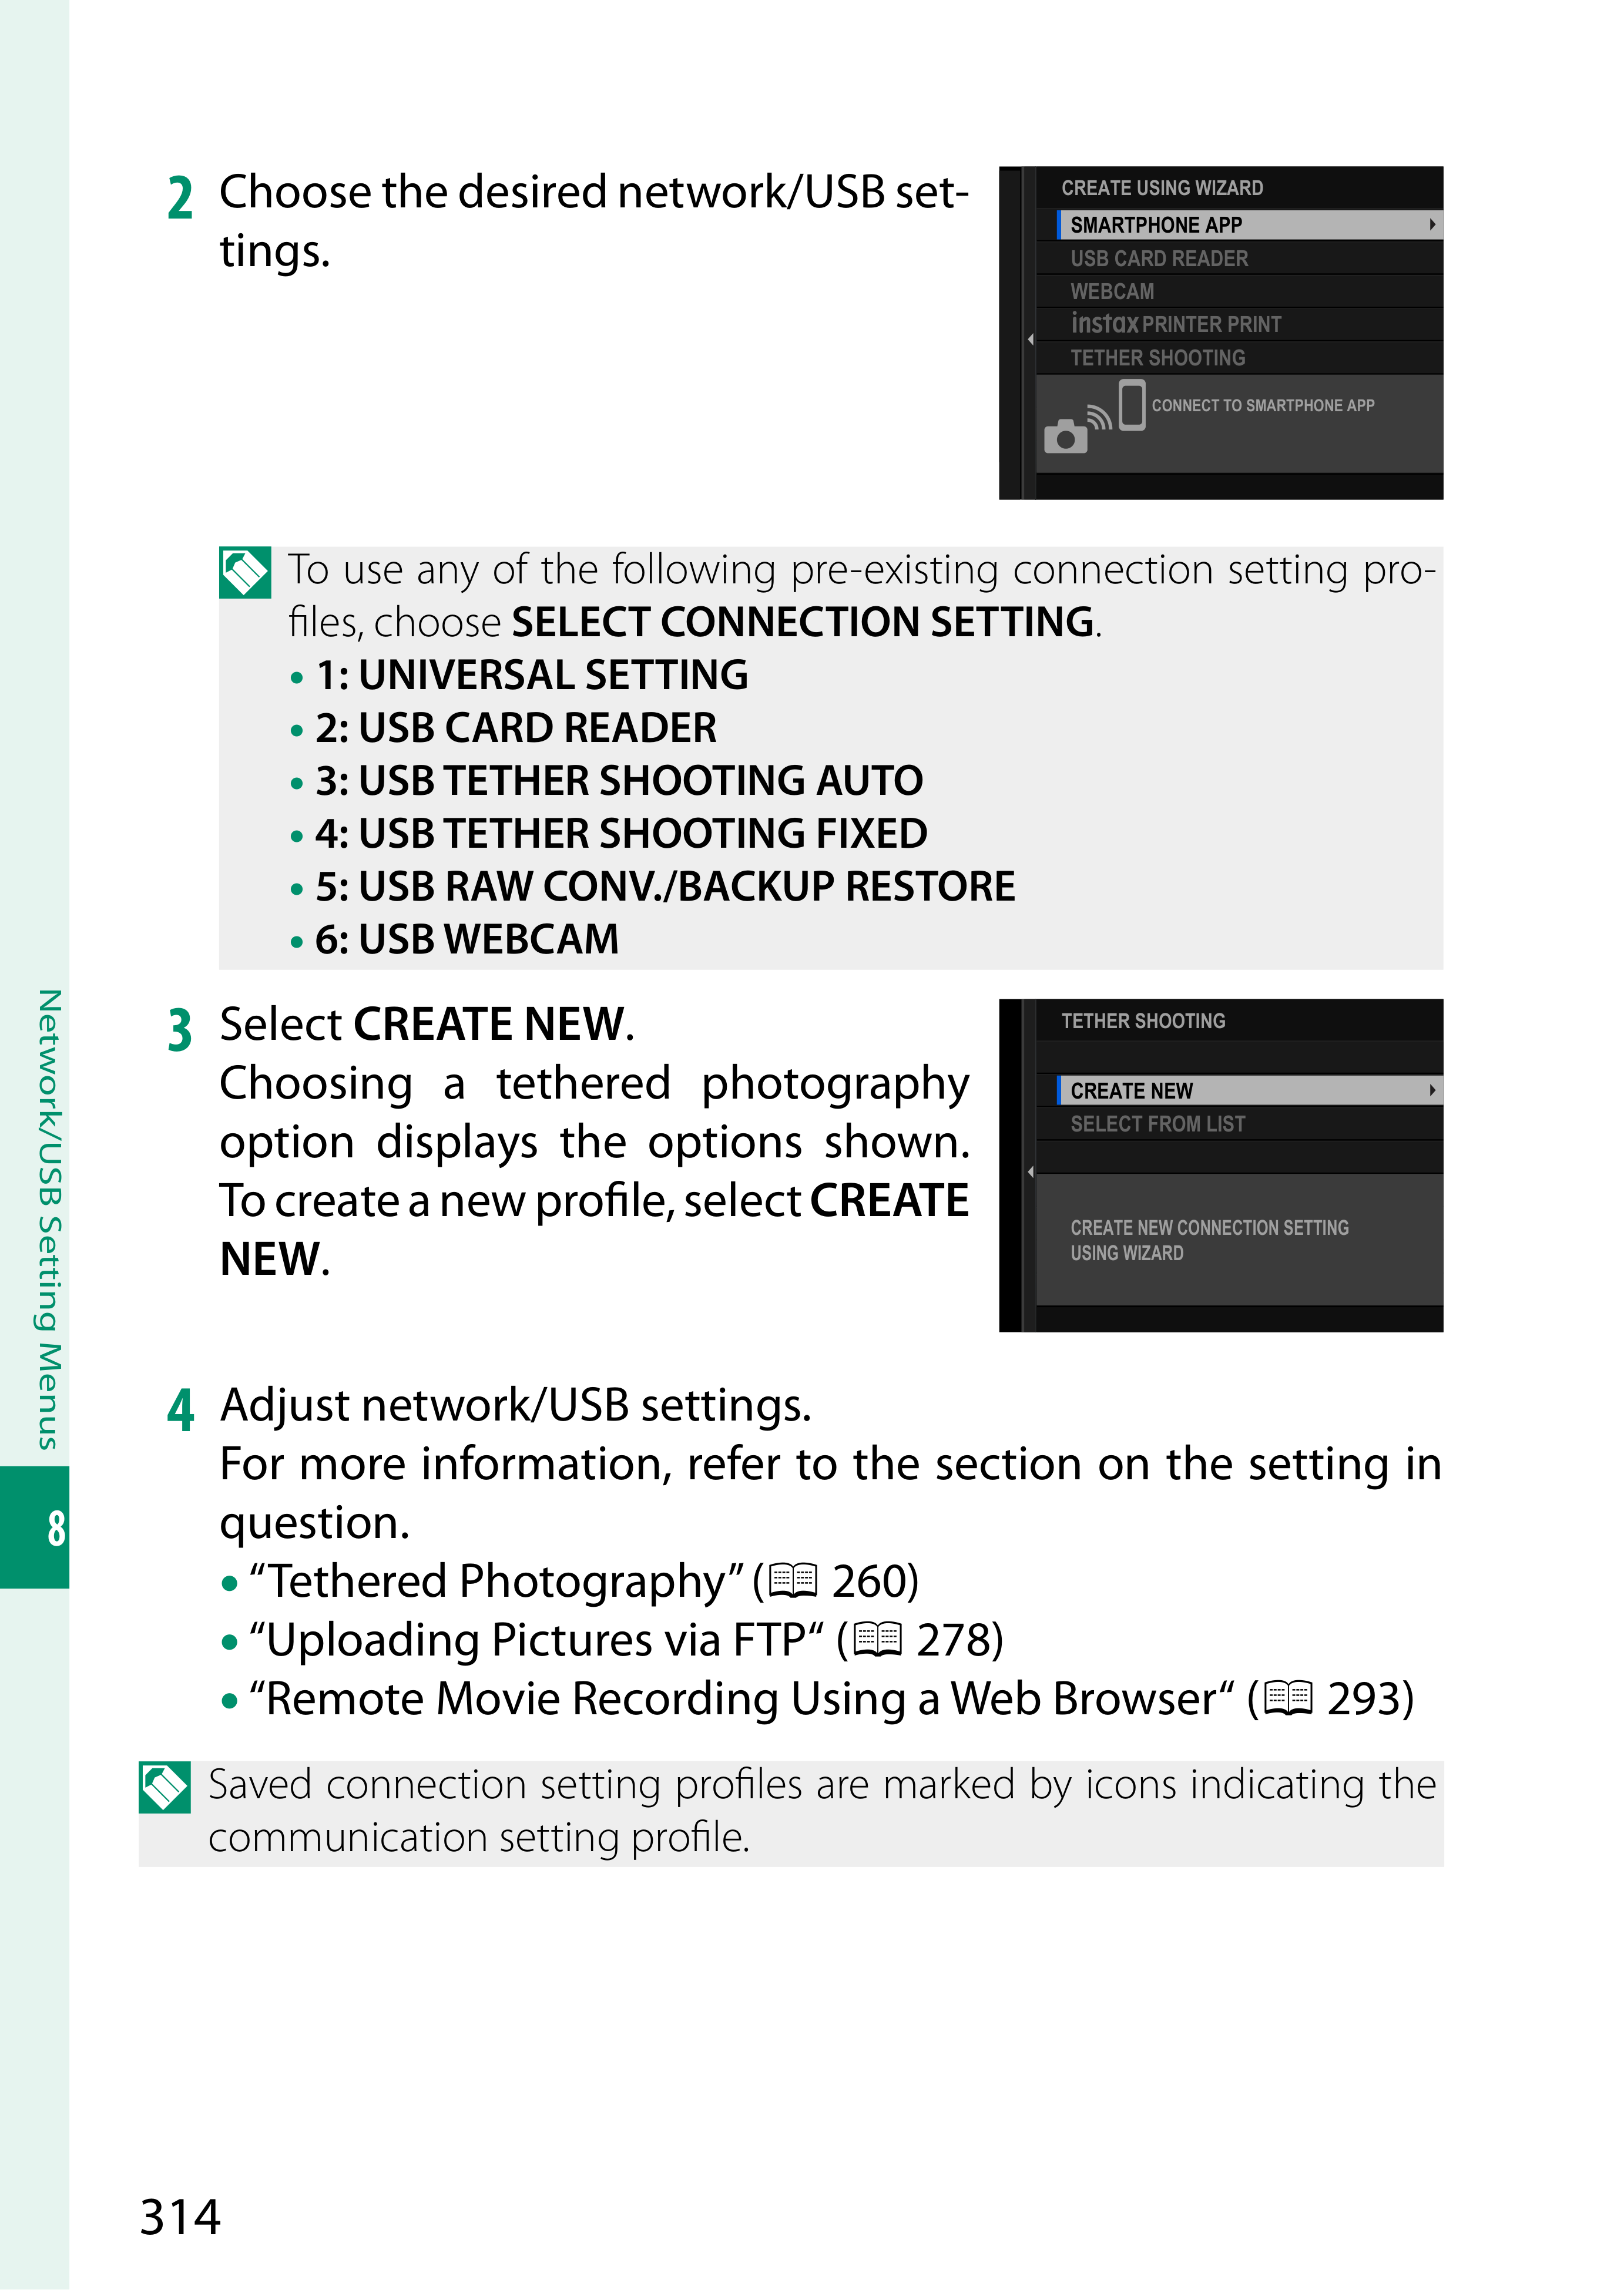 2 Choose the desired network/USB set-
tings.
CREATE USING WIZARD
SMARTPHONE APP
USB CARD READER
WEBCAM
instax PRINTER PRINT
TETHER SHOOTING
CONNECT TO SMARTPHONE APP
To use any of the following pre-existing connection setting pro-
files, choose SELECT CONNECTION SETTING.
• 1: UNIVERSAL SETTING
• 2: USB CARD READER
• 3: USB TETHER SHOOTING AUTO
• 4: USB TETHER SHOOTING FIXED
• 5: USB RAW CONV./BACKUP RESTORE
• 6: USB WEBCAM
3 Select CREATE NEW.
Choosing a tethered photography
option displays the options shown.
To create a new profile, select CREATE
NEW.
TETHER SHOOTING
CREATE NEW
SELECT FROM LIST
CREATE NEW CONNECTION SETTING
USING WIZARD
4 Adjust network/USB settings.
For more information, refer to the section on the setting in
question.
• “Tethered Photography” (📖 260)
• “Uploading Pictures via FTP“ (📖 278)
• “Remote Movie Recording Using a Web Browser“ (📖 293)
Saved connection setting profiles are marked by icons indicating the
communication setting profile.
Network/USB Setting Menus
8
314